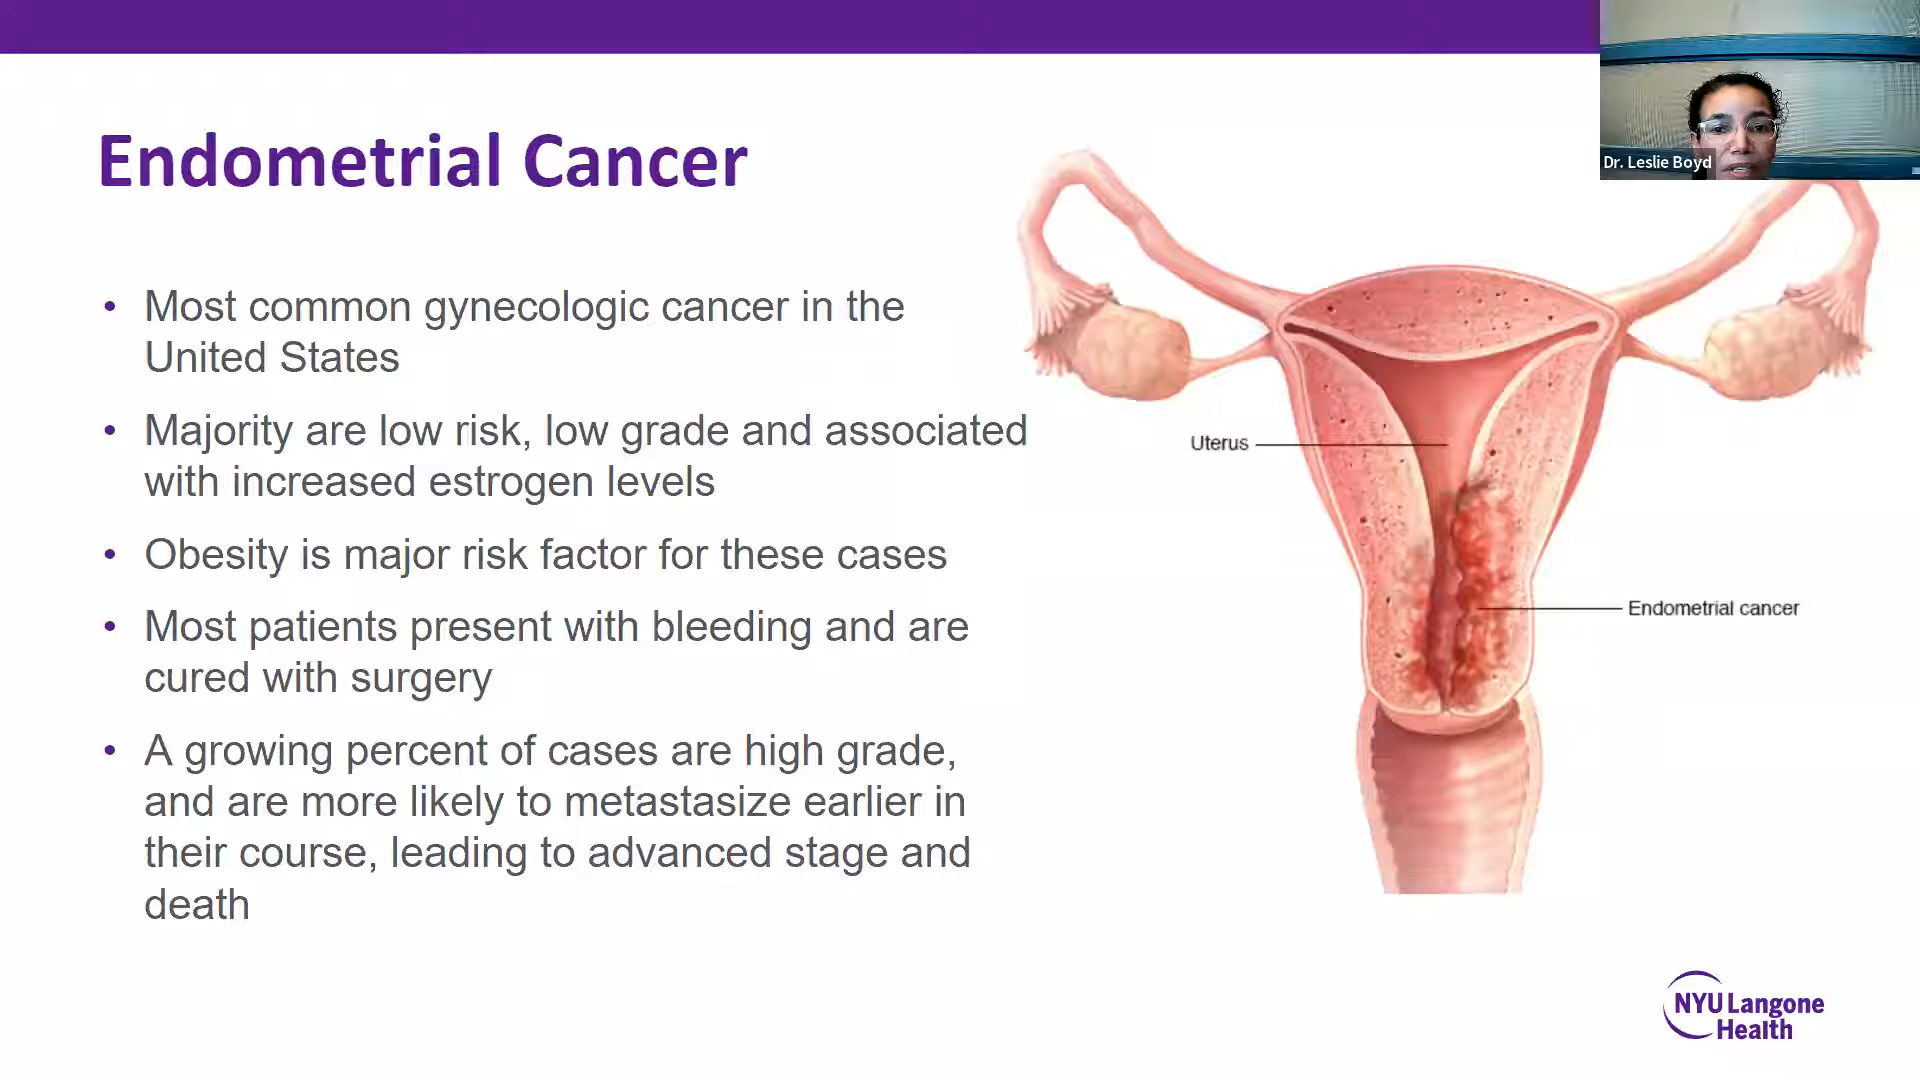 Dr. Leslie Boyd
Endometrial Cancer
• Most common gynecologic cancer in the
United States
• Majority are low risk, low grade and associated
with increased estrogen levels
• Obesity is major risk factor for these cases
• Most patients present with bleeding and are
cured with surgery
• A growing percent of cases are high grade,
and are more likely to metastasize earlier in
their course, leading to advanced stage and
death
Uterus
Endometrial cancer
NYU Langone
Health